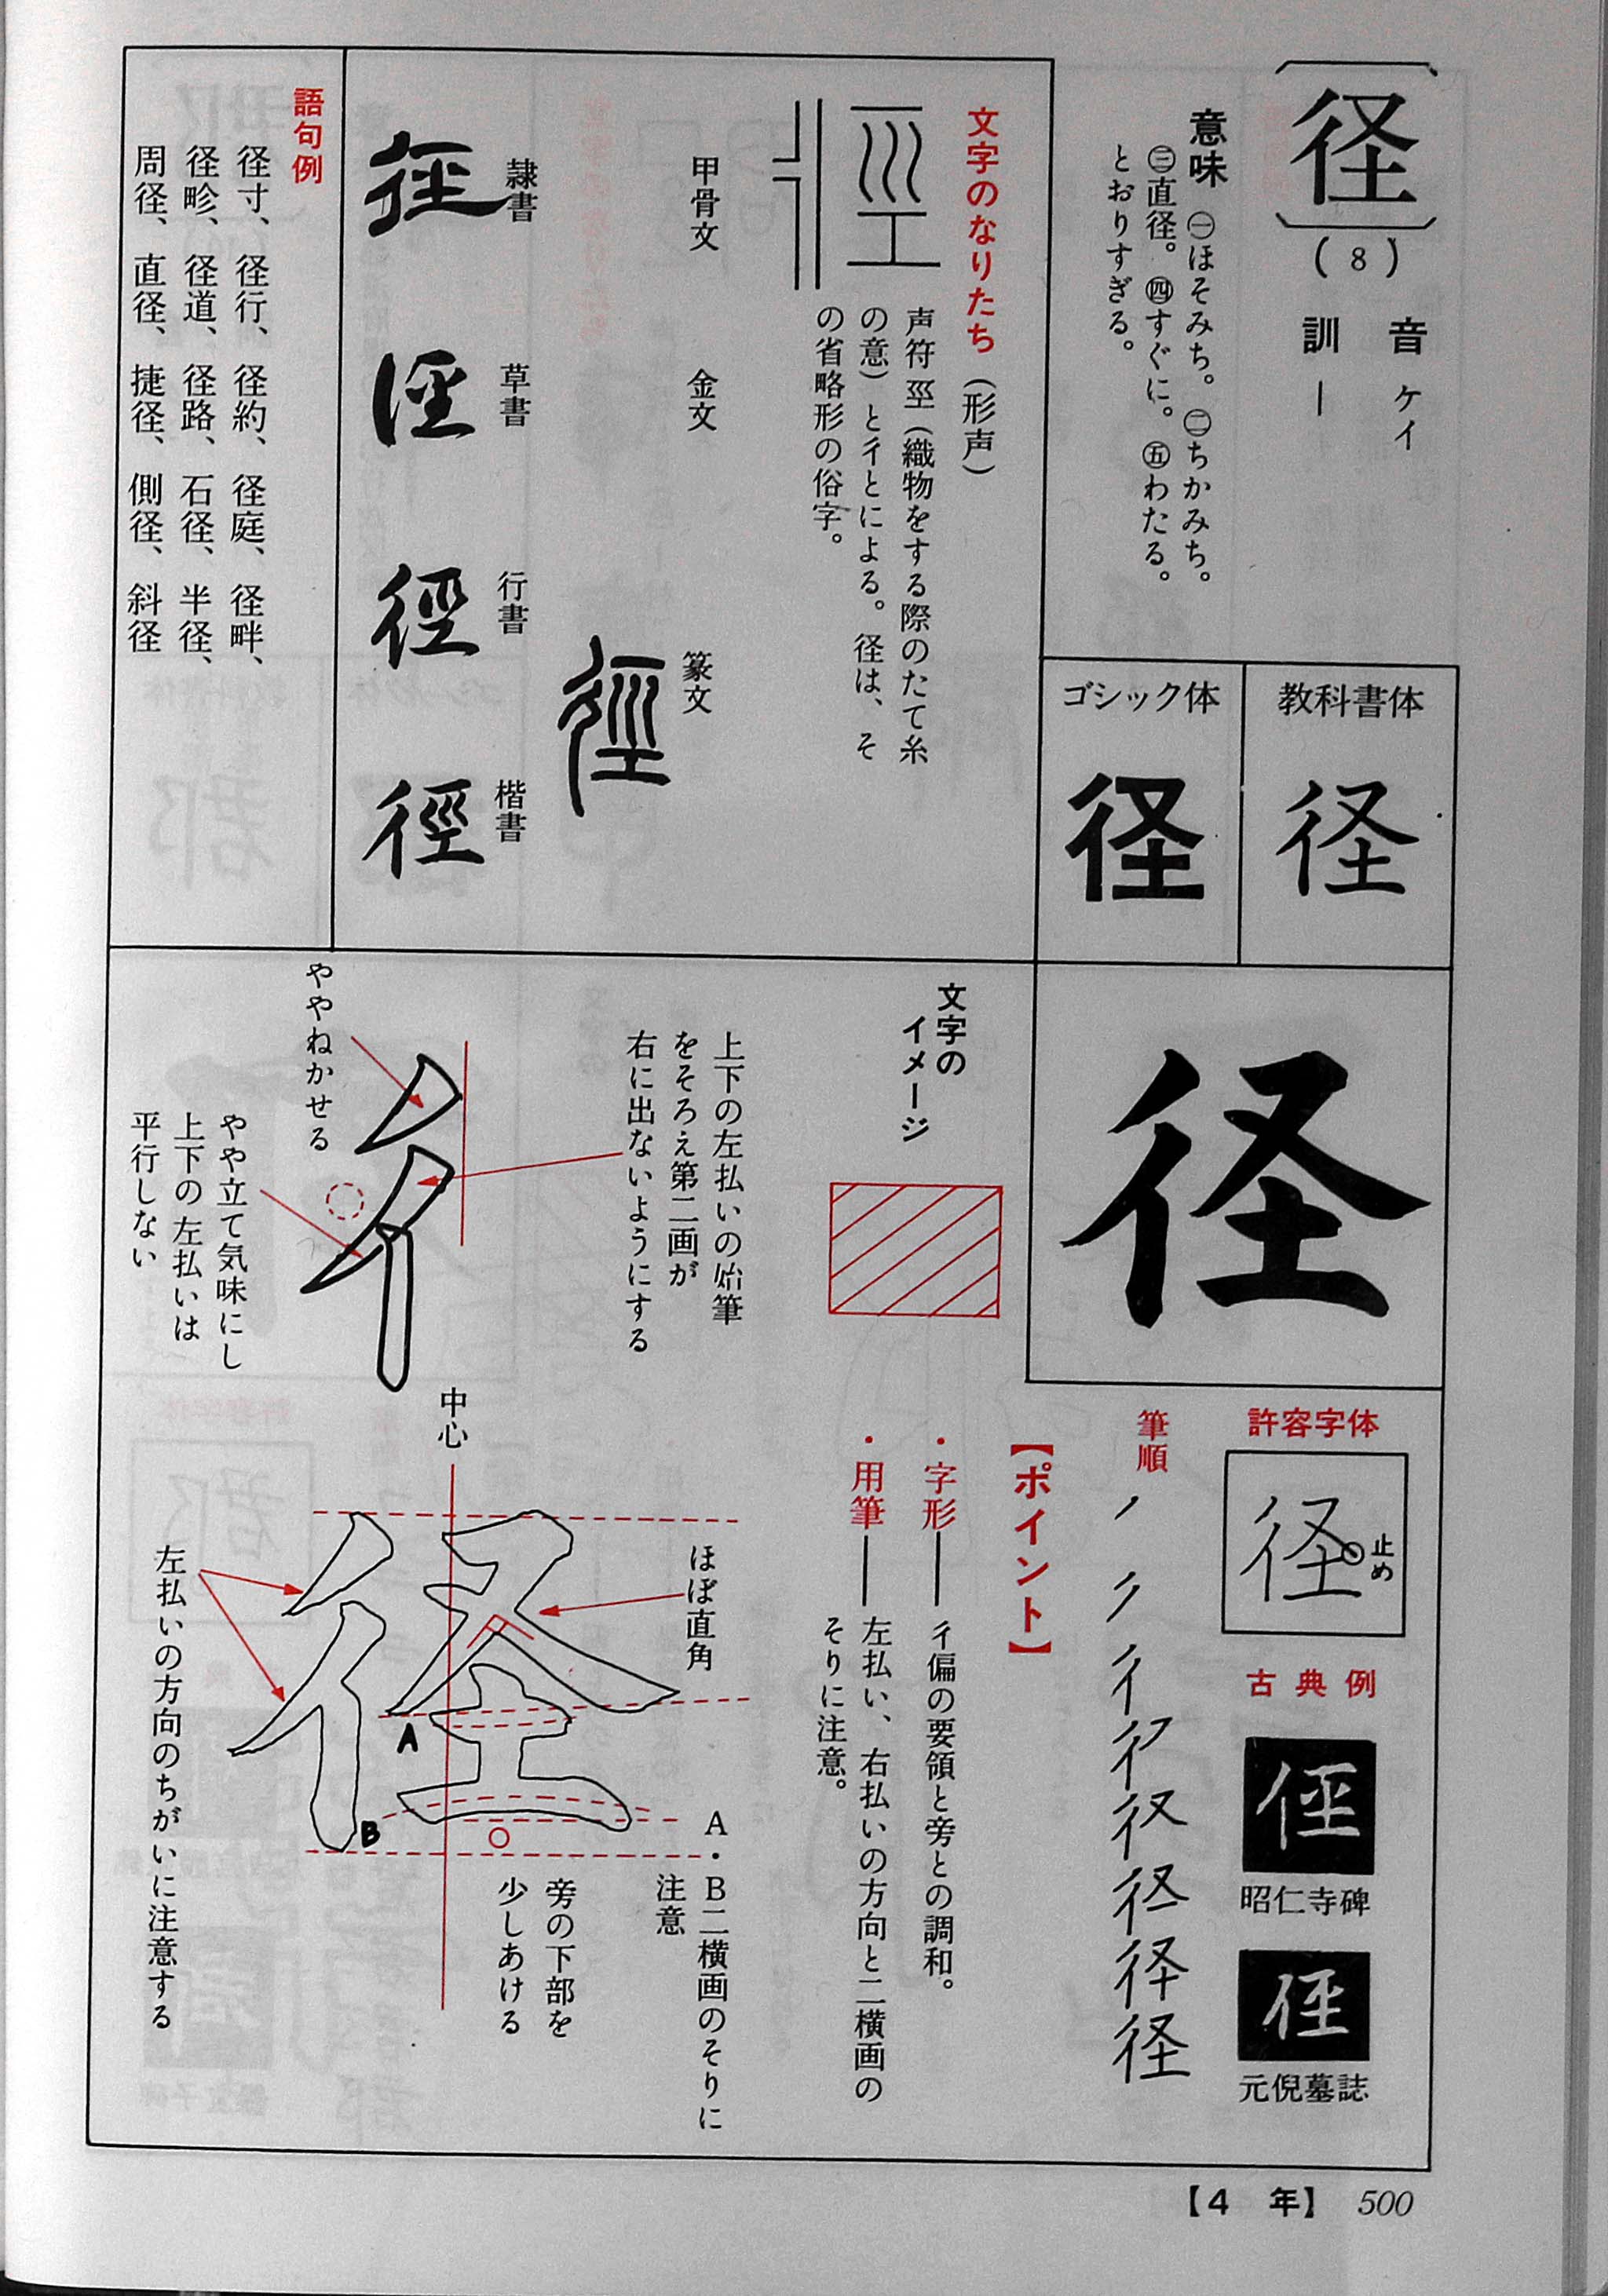 径
(8)
音 ケイ
訓 ―
意味 ㊀ほそみち。㊁ちかみち。
㊂直径。㊃すぐに。㊄わたる。
とおりすぎる。
教科書体
径
ゴシック体
径
文字のなりたち(形声)
巠
声符巠(織物をする際のたて糸
の意)と彳とによる。径は、そ
の省略形の俗字。
甲骨文
金文
篆文
徑
隷書
徑
草書
徑
行書
徑
楷書
徑
語句例
径寸、径行、径約、径庭、径畔、
径畛、径道、径路、石径、半径、
周径、直径、捷径、側径、斜径
径
文字の
イメージ
上下の左払いの始筆
をそろえ第二画が
右に出ないようにする
ややねかせる
やや立て気味にし
上下の左払いは
平行しない
許容字体
径
止め
古典例
昭仁寺碑
元倪墓誌
筆順
径
【ポイント】
・字形―彳偏の要領と旁との調和。
・用筆―左払い、右払いの方向と二横画の
そりに注意。
中心
ほぼ直角
A
B
A・B二横画のそりに
注意
旁の下部を
少しあける
左払いの方向のちがいに注意する
【4 年】 500